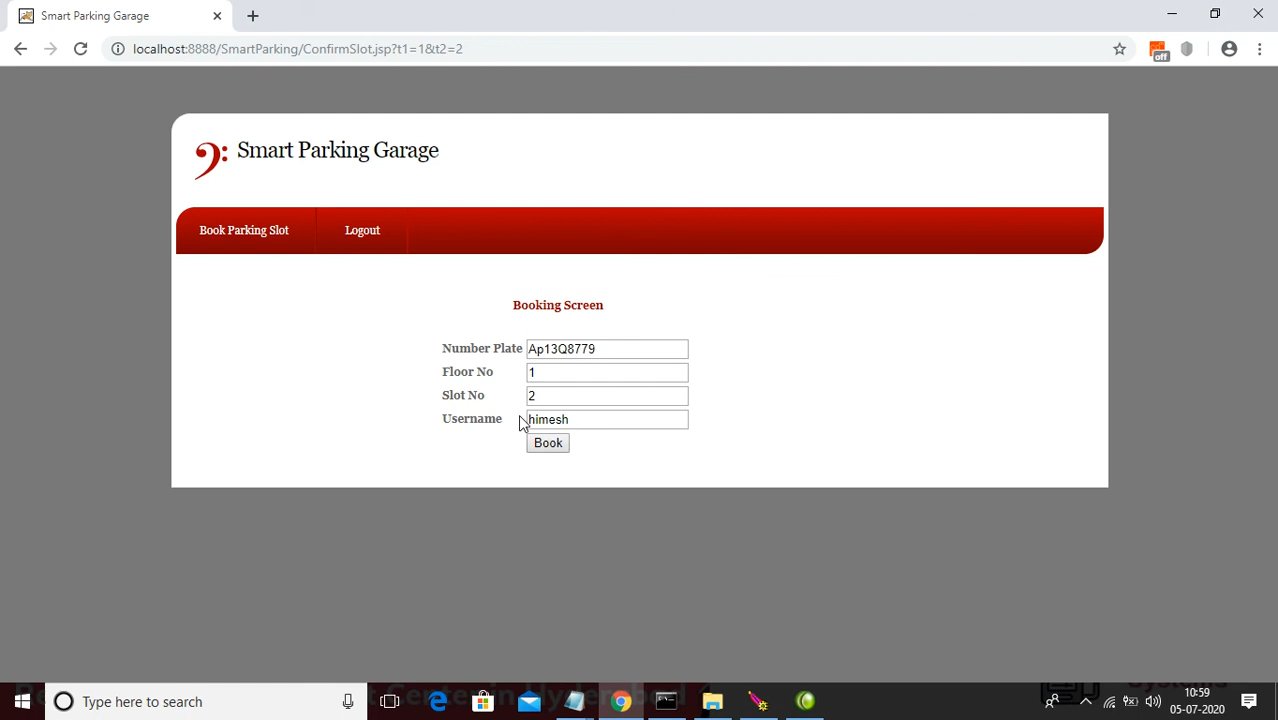 Smart Parking Garage
localhost:8888/SmartParking/ConfirmSlot.jsp?t1=1&t2=2
off
Smart Parking Garage
Book Parking Slot Logout
Booking Screen
Number Plate Ap13Q8779
Floor No 1
Slot No 2
Username himesh
Book
Type here to search
10:59
05-07-2020